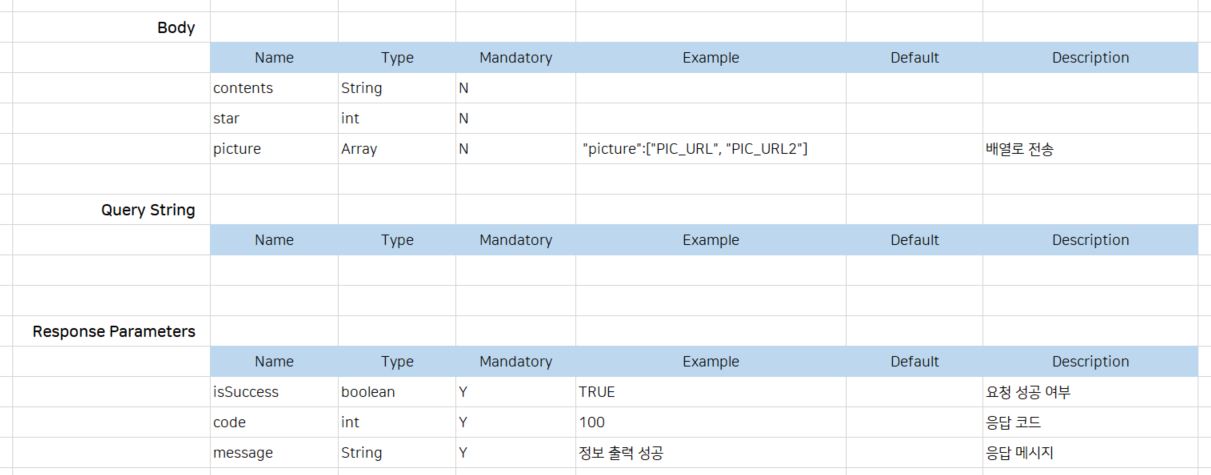 Body
Name Type Mandatory Example Default Description
contents String N
star int N
picture Array N "picture":["PIC_URL", "PIC_URL2"] 배열로 전송
Query String
Name Type Mandatory Example Default Description
Response Parameters
Name Type Mandatory Example Default Description
isSuccess boolean Y TRUE 요청 성공 여부
code int Y 100 응답 코드
message String Y 정보 출력 성공 응답 메시지